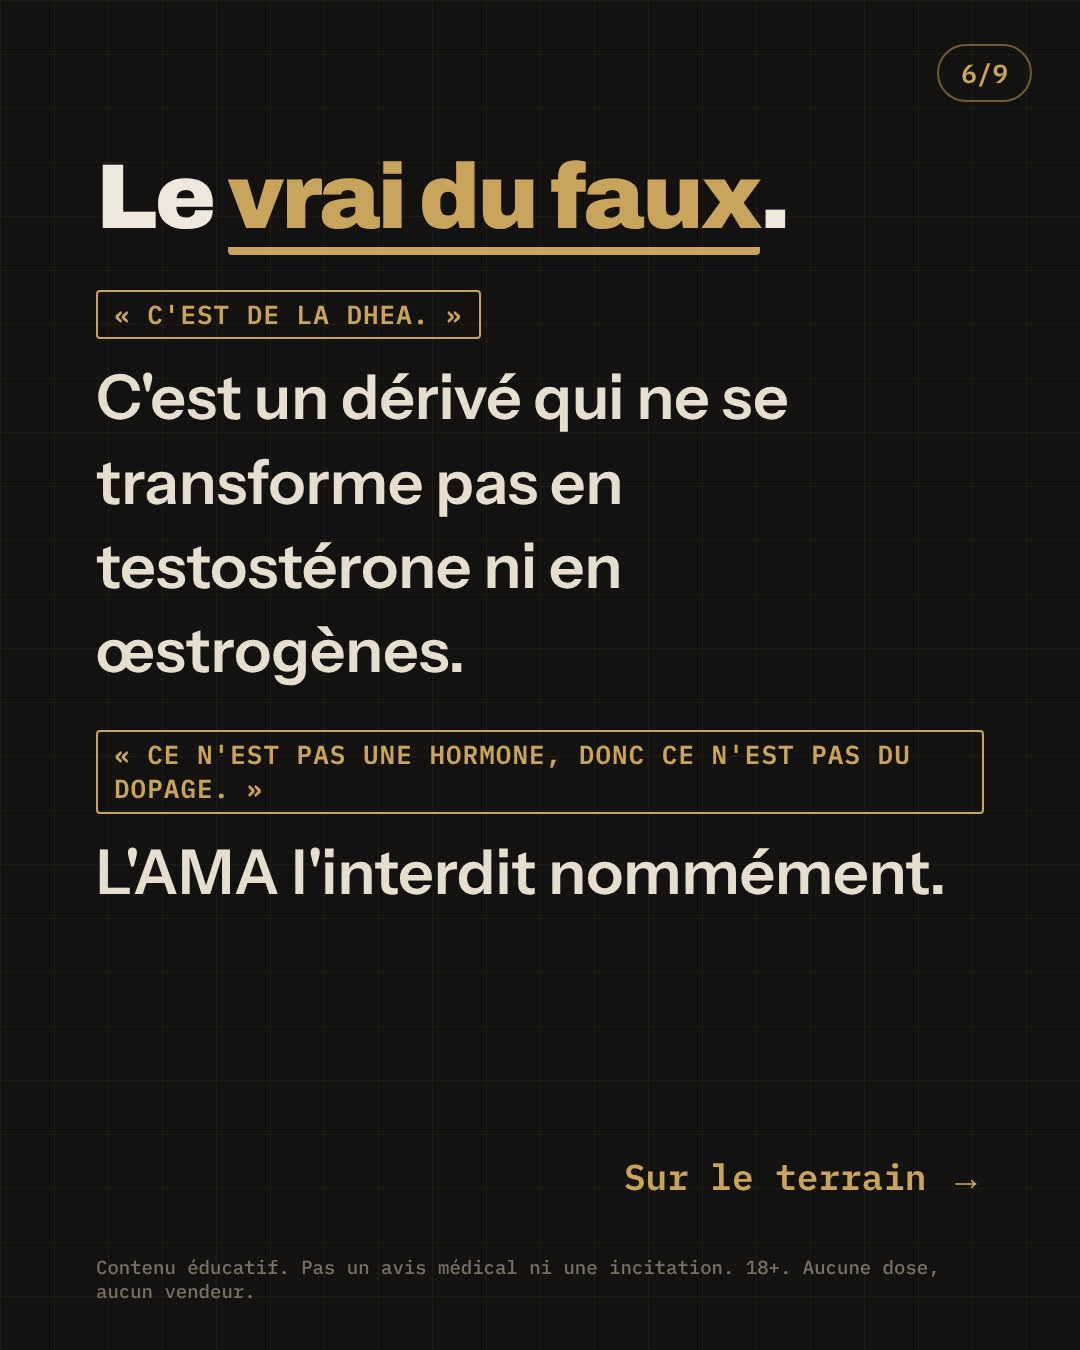 6/9
Le vrai du faux.
« C'EST DE LA DHEA. »
C'est un dérivé qui ne se
transforme pas en
testostérone ni en
œstrogènes.
« CE N'EST PAS UNE HORMONE, DONC CE N'EST PAS DU
DOPAGE. »
L'AMA l'interdit nommément.
Sur le terrain →
Contenu éducatif. Pas un avis médical ni une incitation. 18+. Aucune dose,
aucun vendeur.